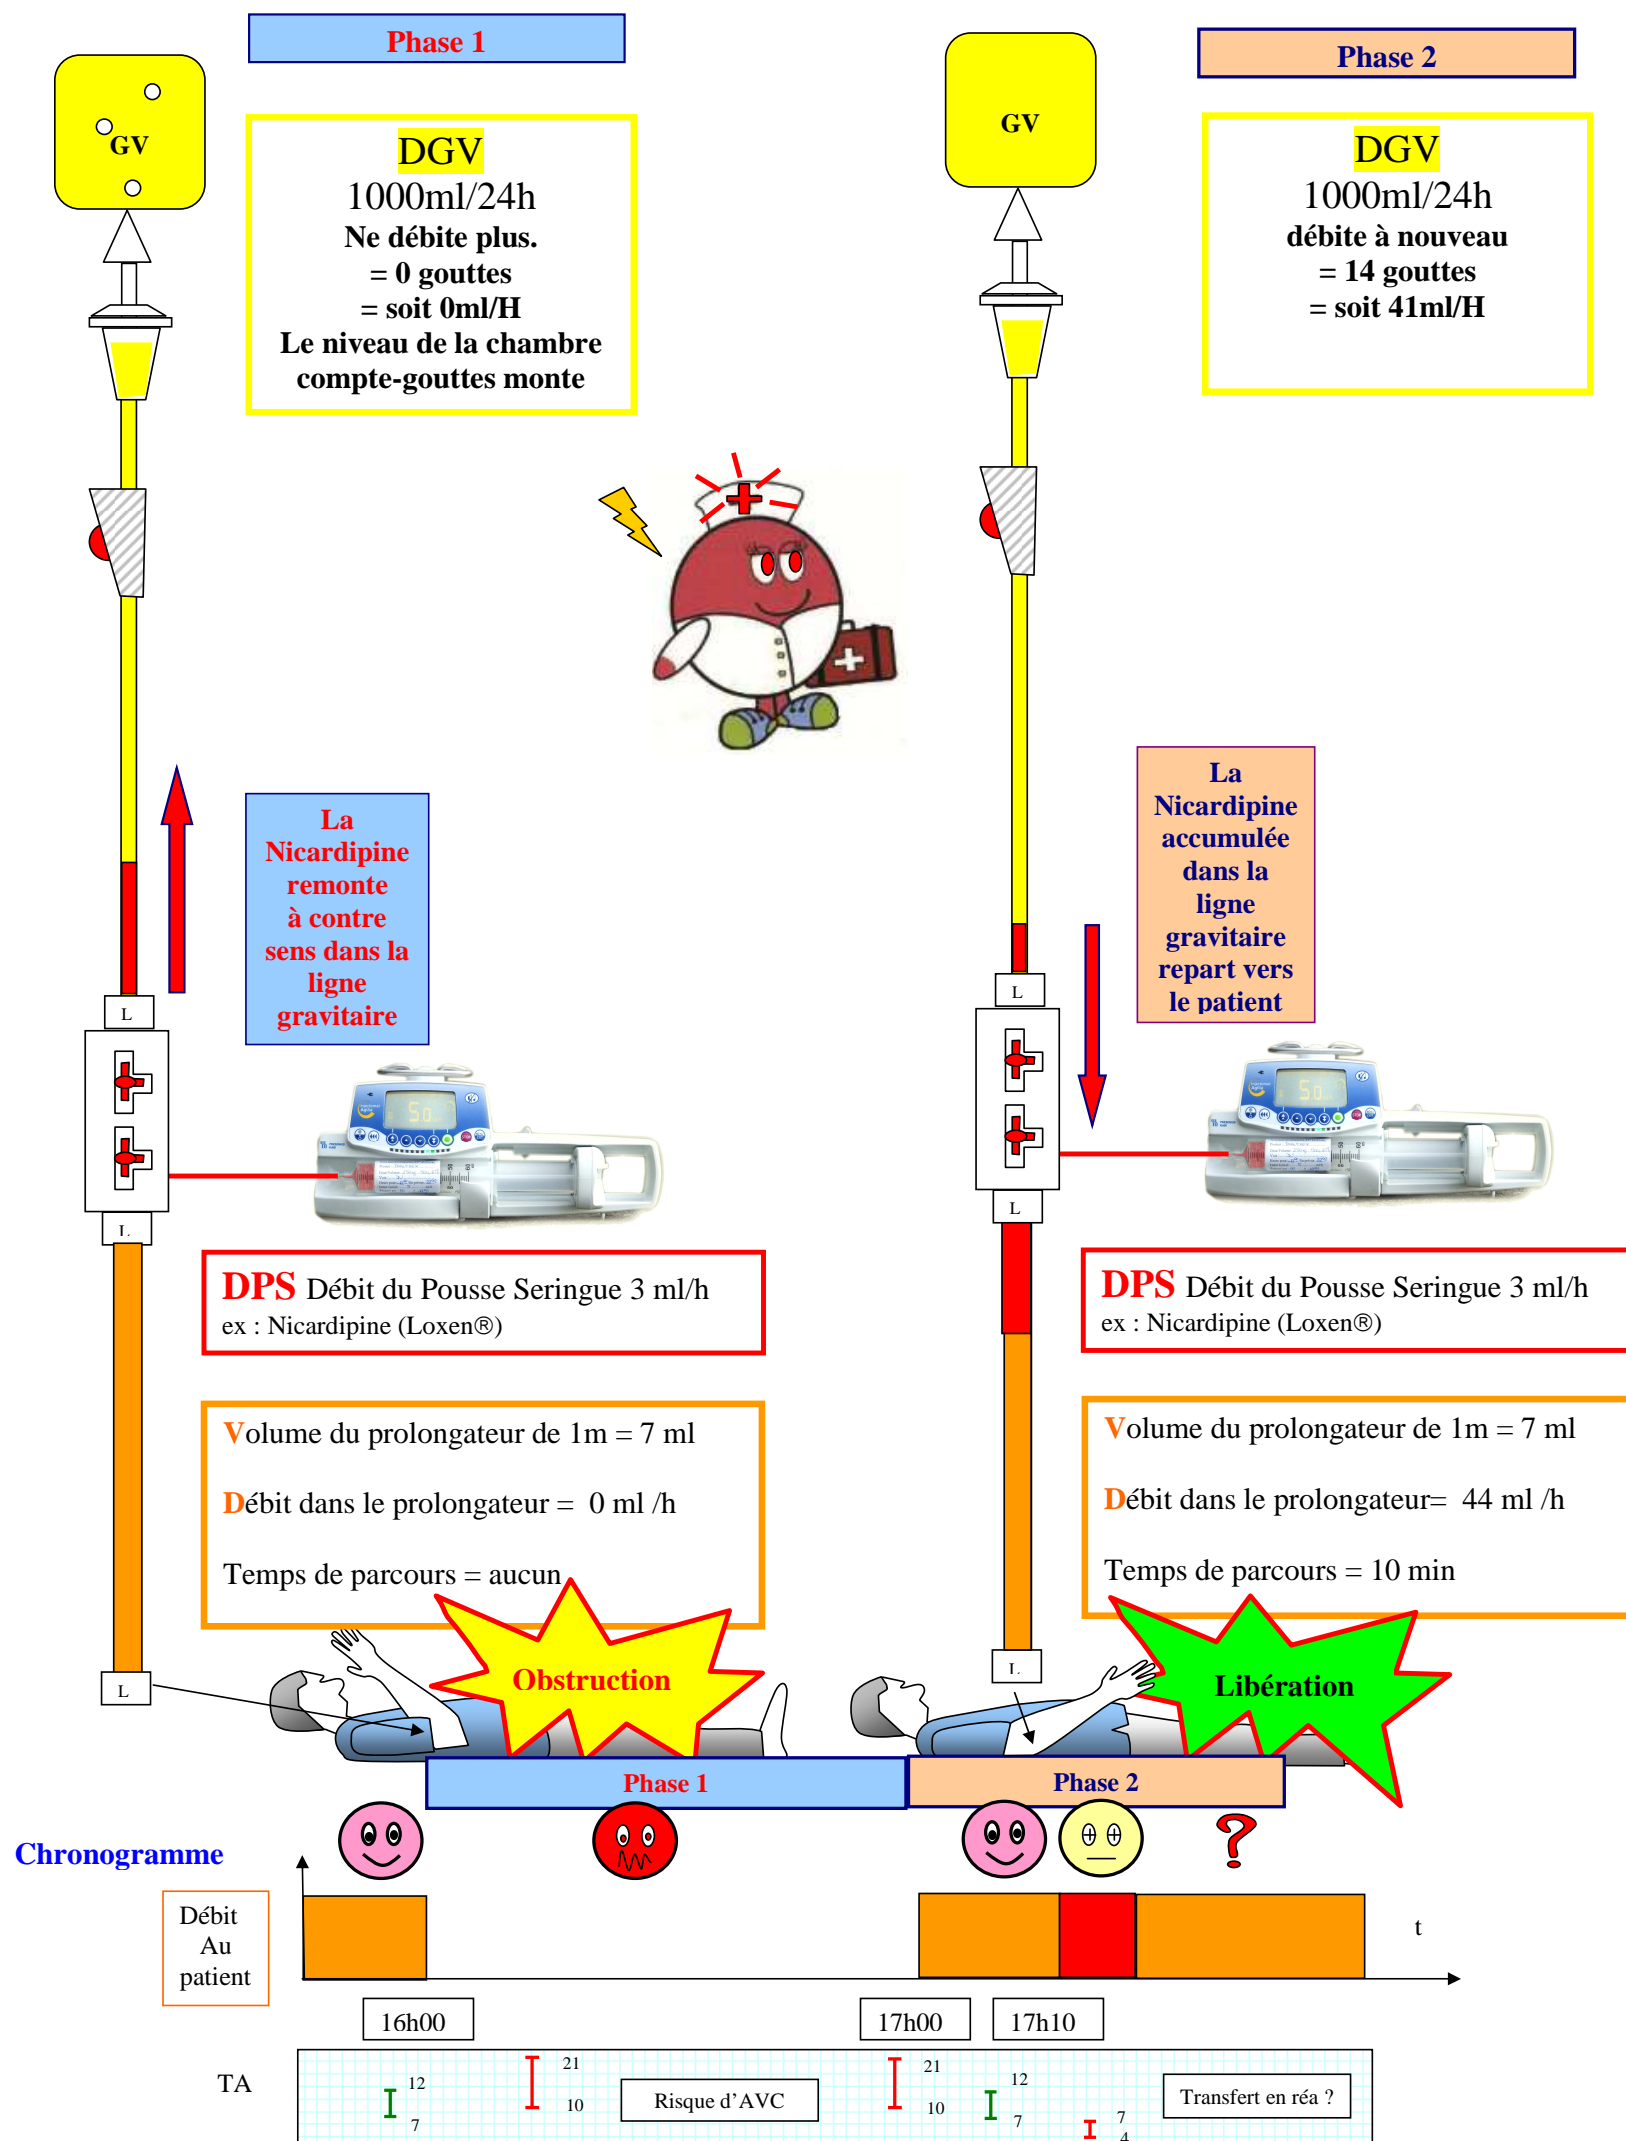 Phase 1
GV
DGV
1000ml/24h
Ne débite plus.
= 0 gouttes
= soit 0ml/H
Le niveau de la chambre
compte-gouttes monte
La
Nicardipine
remonte
à contre
sens dans la
ligne
gravitaire
L
5.0
L
DPS Débit du Pousse Seringue 3 ml/h
ex : Nicardipine (Loxen®)
Volume du prolongateur de 1m = 7 ml
Débit dans le prolongateur = 0 ml /h
Temps de parcours = aucun
L
Obstruction
Phase 2
GV
DGV
1000ml/24h
débite à nouveau
= 14 gouttes
= soit 41ml/H
La
Nicardipine
accumulée
dans la
ligne
gravitaire
repart vers
le patient
L
5.0
L
DPS Débit du Pousse Seringue 3 ml/h
ex : Nicardipine (Loxen®)
Volume du prolongateur de 1m = 7 ml
Débit dans le prolongateur= 44 ml /h
Temps de parcours = 10 min
L
Libération
Phase 1
Phase 2
?
Chronogramme
Débit
Au
patient
t
16h00
17h00
17h10
TA
12
7
21
10
Risque d'AVC
21
10
12
7
7
4
Transfert en réa ?